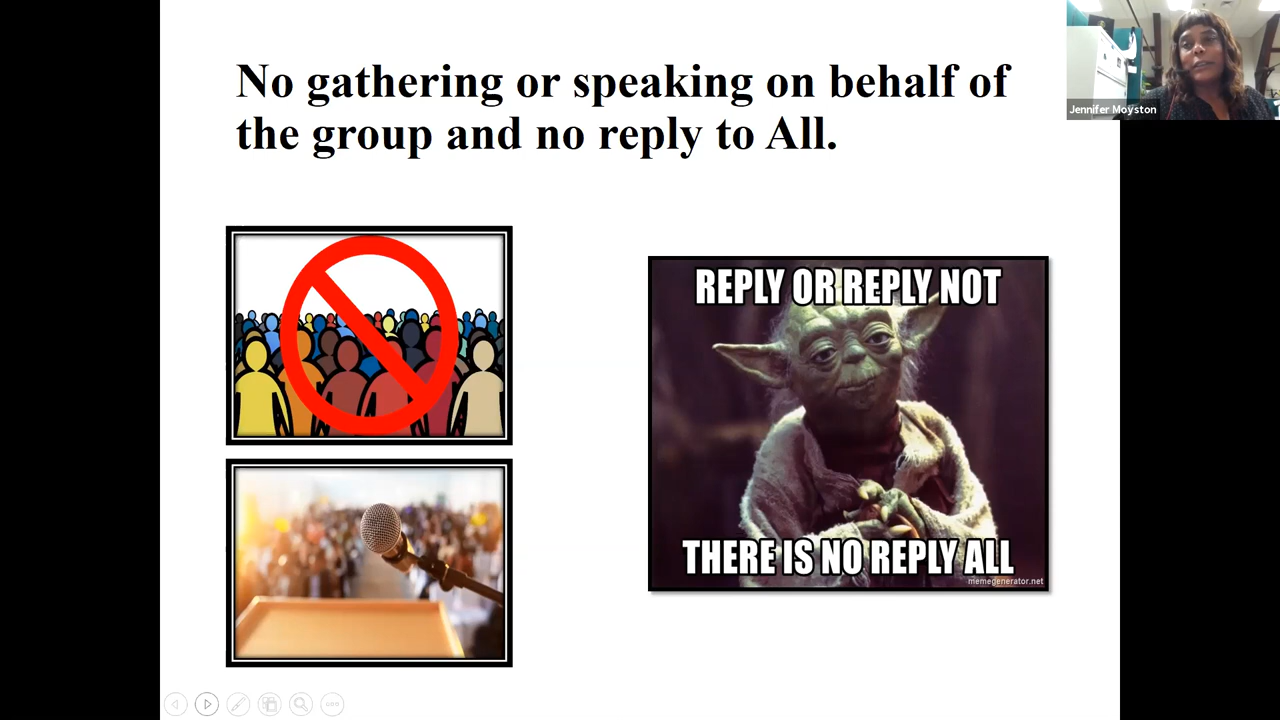 No gathering or speaking on behalf of
the group and no reply to All.
Jennifer Moyston
REPLY OR REPLY NOT
THERE IS NO REPLY ALL
memegenerator.net